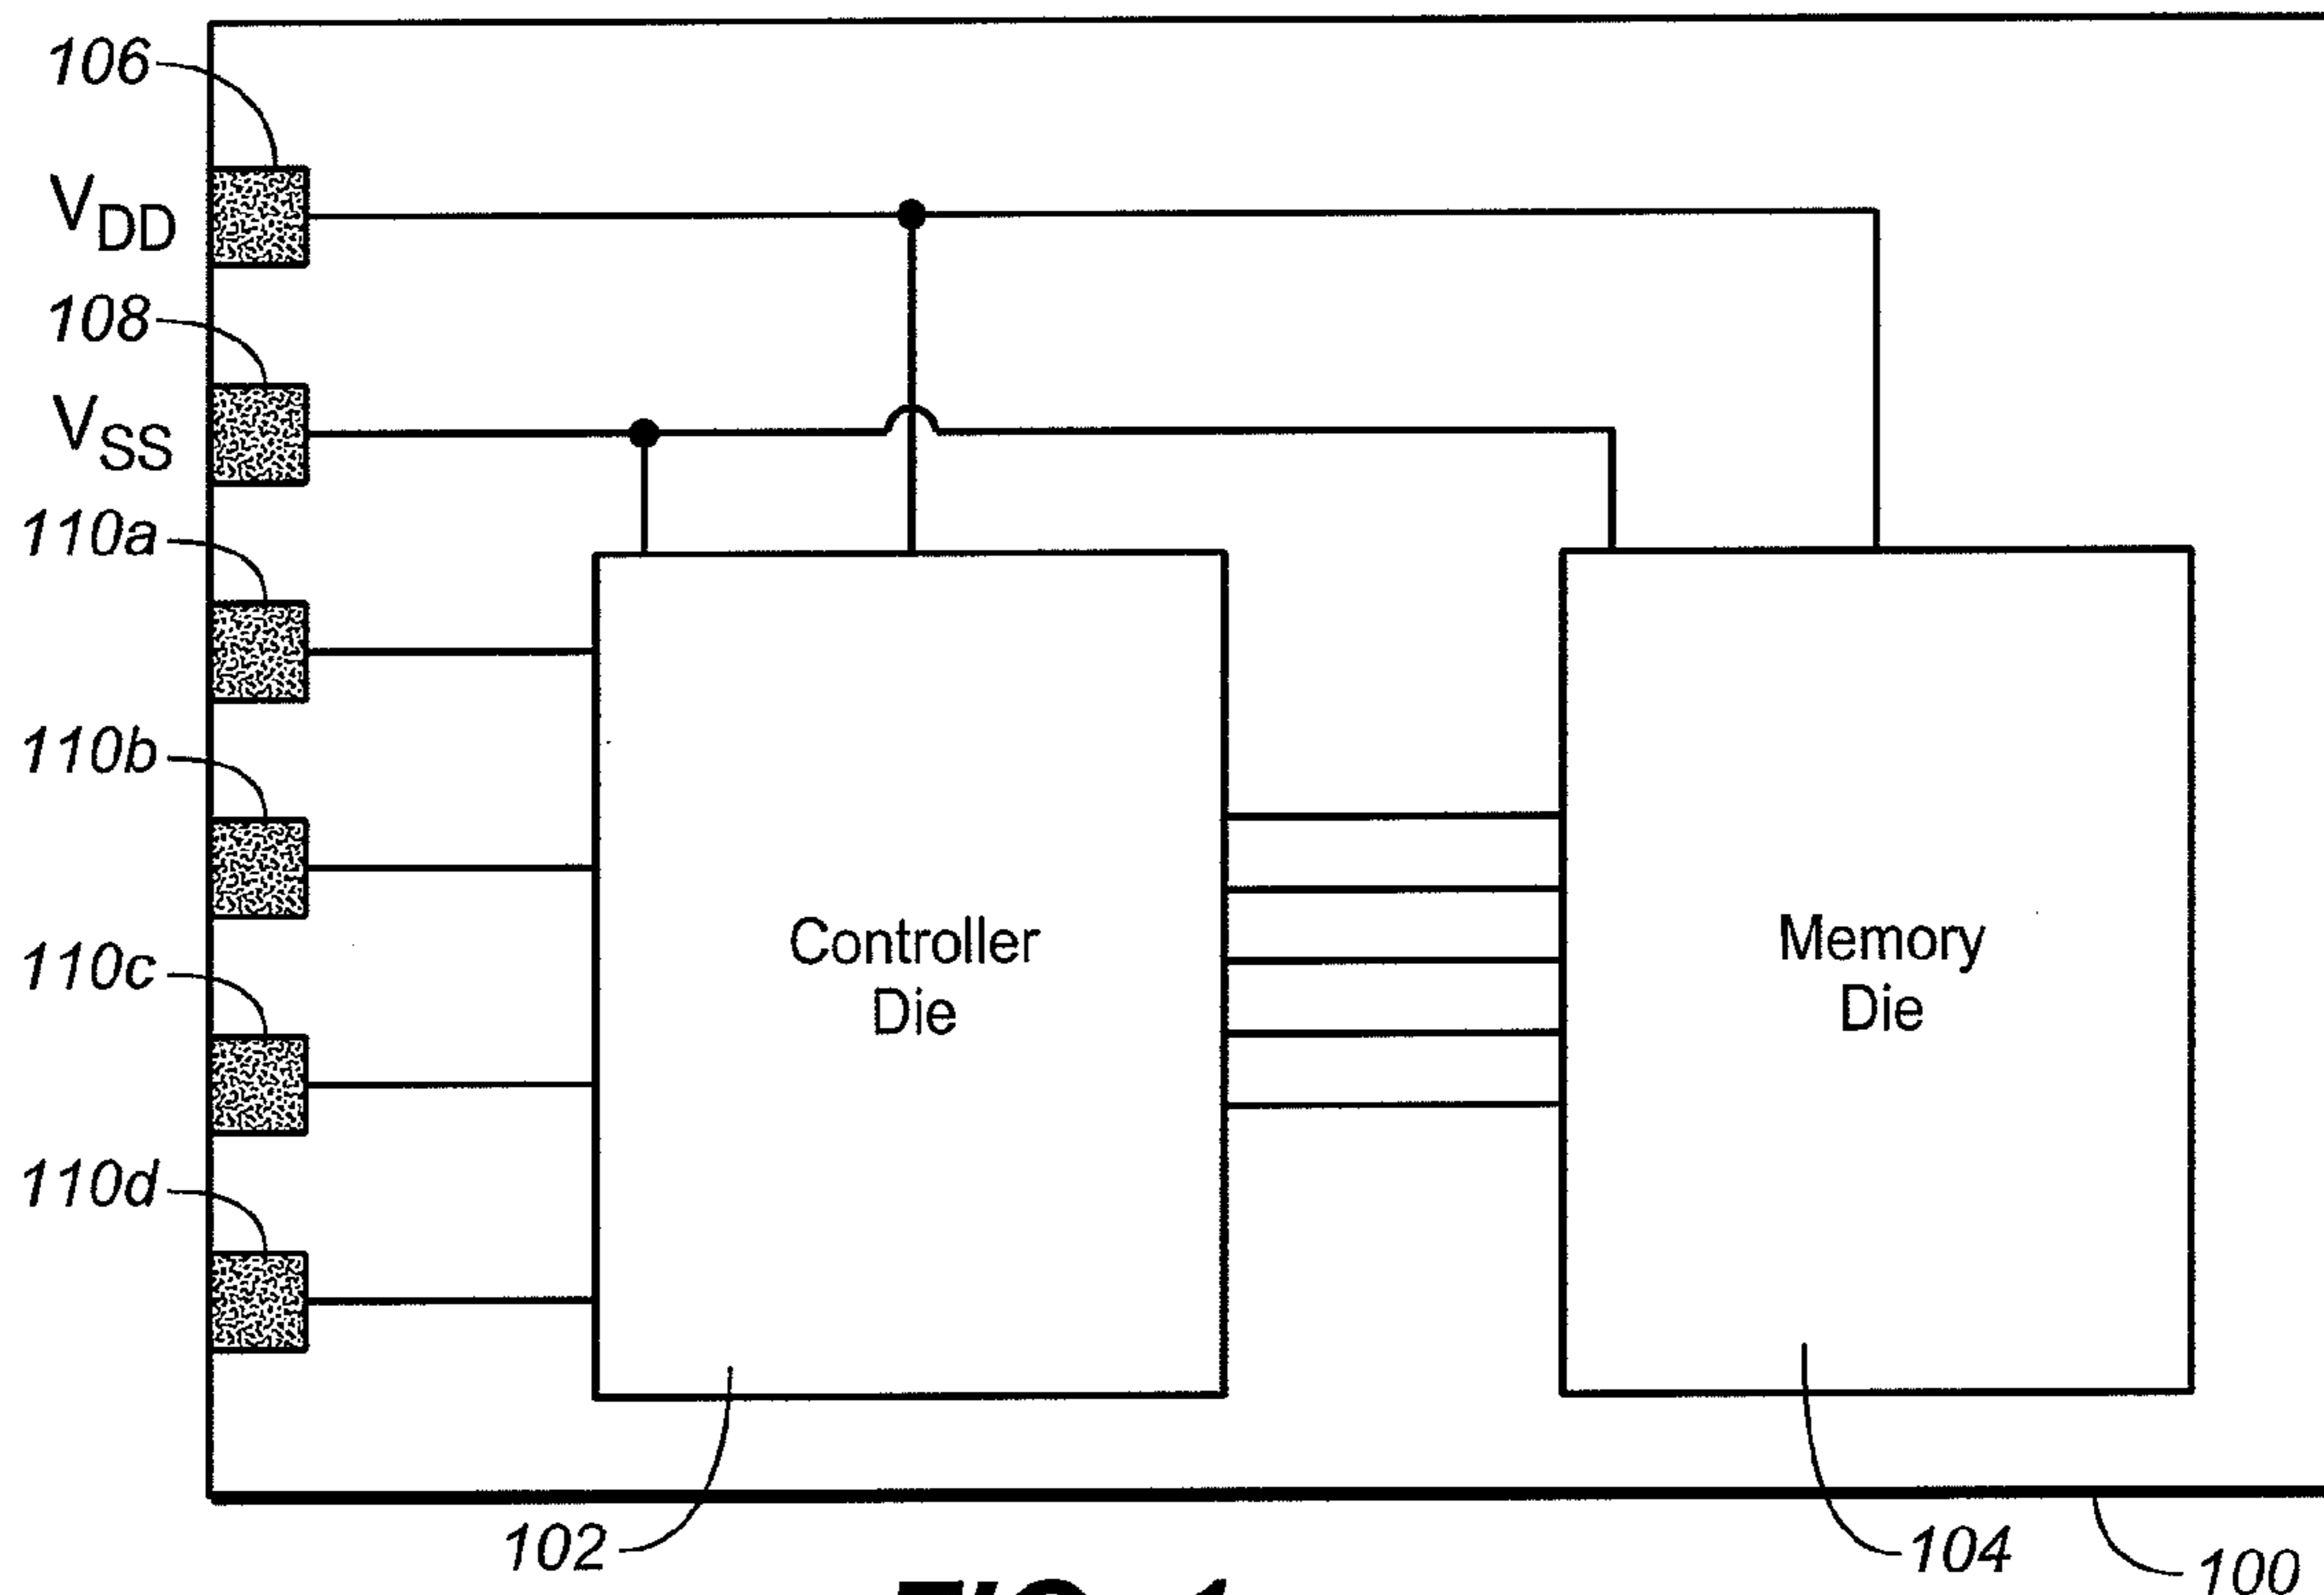 106
VDD
108
VSS
110a
110b
110c
110d
Controller
Die
Memory
Die
102
104
100